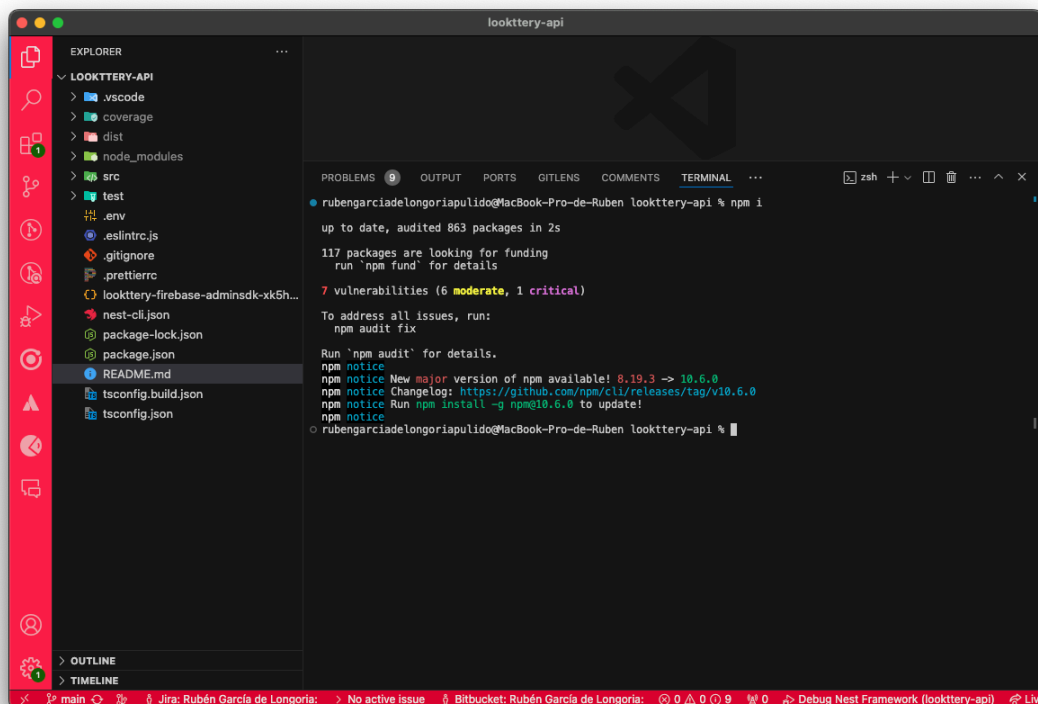 lookttery-api
EXPLORER
LOOKTTERY-API
.vscode
coverage
dist
node_modules
src
test
.env
.eslintrc.js
.gitignore
.prettierrc
lookttery-firebase-adminsdk-xk5h...
nest-cli.json
package-lock.json
package.json
README.md
tsconfig.build.json
tsconfig.json
OUTLINE
TIMELINE
1
1
PROBLEMS 9 OUTPUT PORTS GITLENS COMMENTS TERMINAL ... zsh
rubengarciadelongoriapulido@MacBook-Pro-de-Ruben lookttery-api % npm i
up to date, audited 863 packages in 2s
117 packages are looking for funding
run `npm fund` for details
7 vulnerabilities (6 moderate, 1 critical)
To address all issues, run:
npm audit fix
Run `npm audit` for details.
npm notice
npm notice New major version of npm available! 8.19.3 -> 10.6.0
npm notice Changelog: https://github.com/npm/cli/releases/tag/v10.6.0
npm notice Run npm install -g npm@10.6.0 to update!
npm notice
rubengarciadelongoriapulido@MacBook-Pro-de-Ruben lookttery-api %
main Jira: Rubén García de Longoria: > No active issue Bitbucket: Rubén García de Longoria: 0 0 9 0 Debug Nest Framework (lookttery-api) Liv